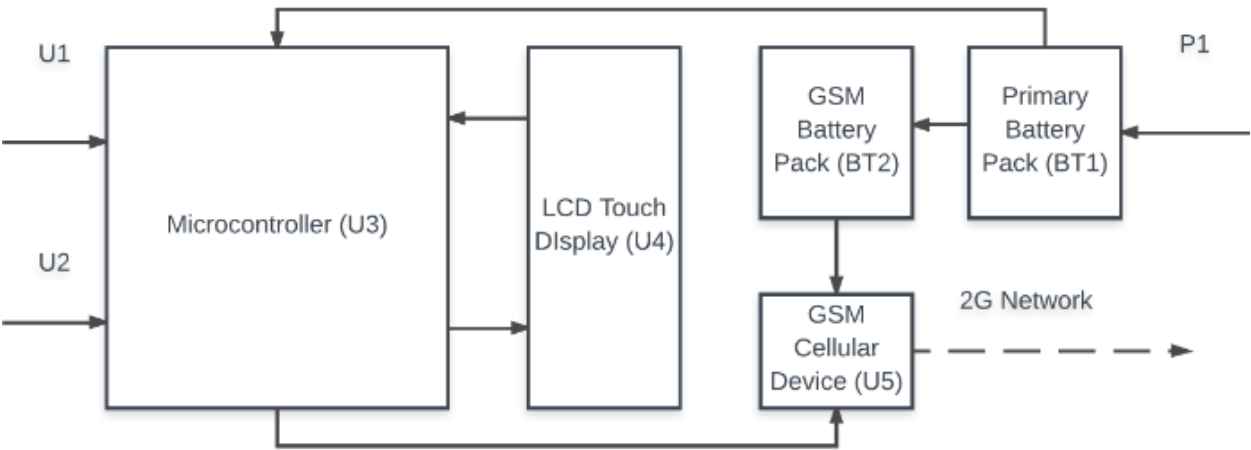 U1
P1
GSM
Battery
Pack (BT2)
Primary
Battery
Pack (BT1)
Microcontroller (U3)
LCD Touch
DIsplay (U4)
U2
2G Network
GSM
Cellular
Device (U5)